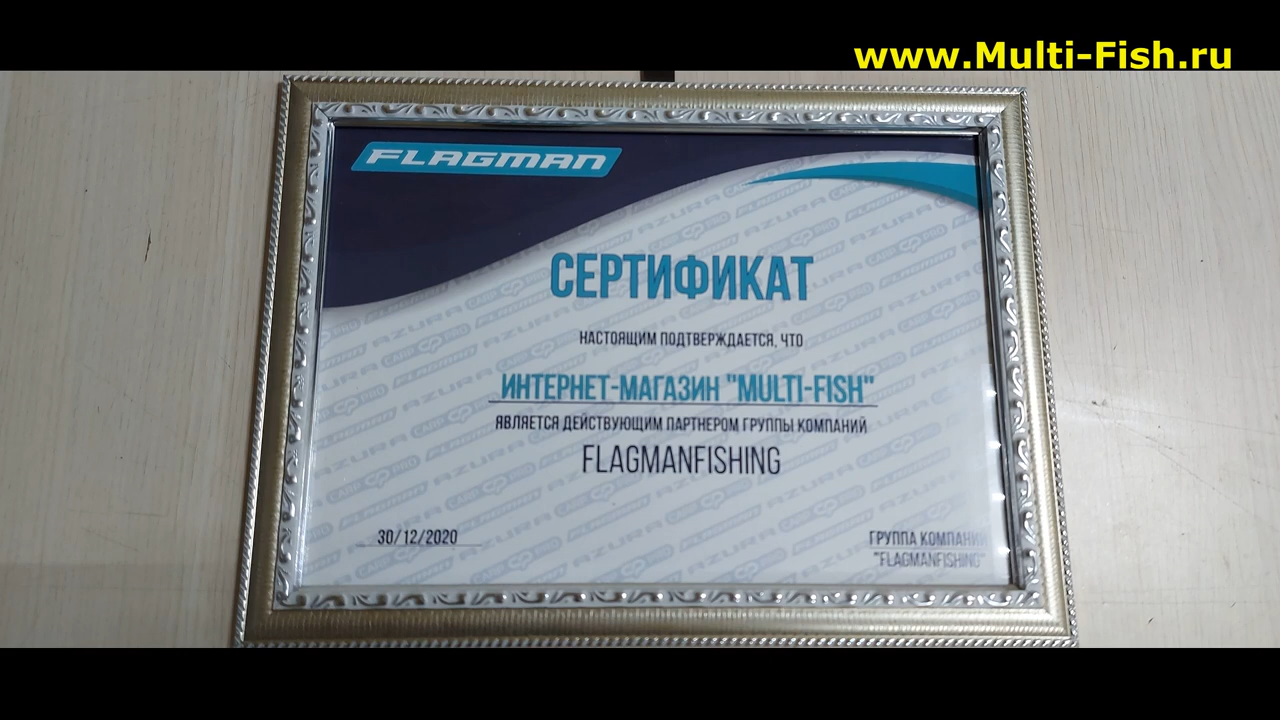 www.Multi-Fish.ru
FLAGMAN
СЕРТИФИКАТ
НАСТОЯЩИМ ПОДТВЕРЖДАЕТСЯ, ЧТО
ИНТЕРНЕТ-МАГАЗИН "MULTI-FISH"
ЯВЛЯЕТСЯ ДЕЙСТВУЮЩИМ ПАРТНЕРОМ ГРУППЫ КОМПАНИЙ
FLAGMANFISHING
30/12/2020
ГРУППА КОМПАНИЙ
"FLAGMANFISHING"